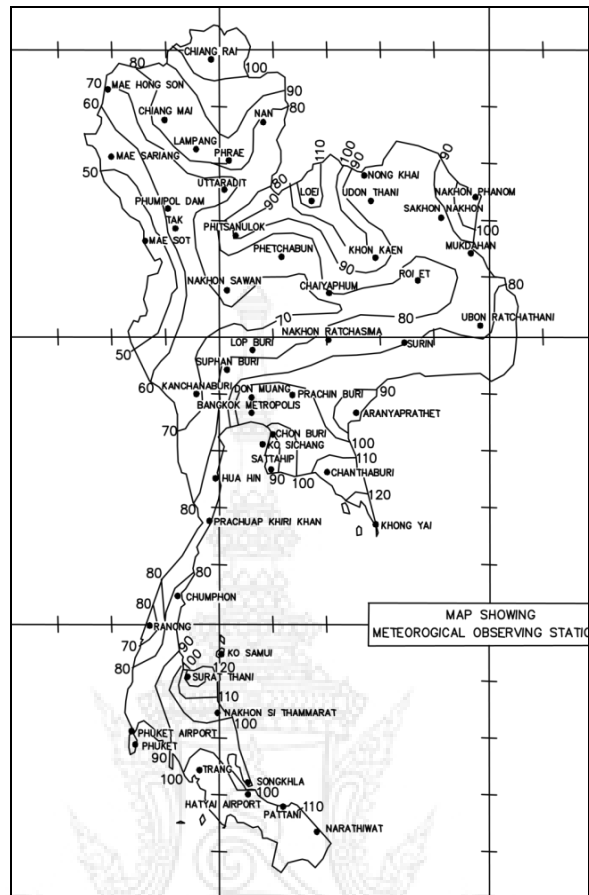 CHIANG RAI
80
100
70
MAE HONG SON
90
60
80
CHIANG MAI
NAN
LAMPANG
PHRAE
110
100
90
90
MAE SARIANG
50
80
NONG KHAI
UTTARADIT
LOEI
UDON THANI
NAKHON PHANOM
PHUMIPOL DAM
90
SAKHON NAKHON
TAK
PHITSANULOK
100
MAE SOT
PHETCHABUN
KHON KAEN
MUKDAHAN
90
NAKHON SAWAN
CHAIYAPHUM
ROI ET
80
70
80
UBON RATCHATHANI
NAKHON RATCHASIMA
LOP BURI
SURIN
50
SUPHAN BURI
60
KANCHANABURI
DON MUANG
PRACHIN BURI
90
BANGKOK METROPOLIS
ARANYAPRATHET
70
CHON BURI
KO SICHANG
100
SATTAHIP
110
CHANTHABURI
HUA HIN
90
100
120
80
PRACHUAP KHIRI KHAN
KHONG YAI
80
80
80
CHUMPHON
MAP SHOWING
RANONG
METEOROGICAL OBSERVING STATIO
70
90
KO SAMUI
80
100
120
SURAT THANI
110
NAKHON SI THAMMARAT
100
PHUKET AIRPORT
PHUKET
90
100
TRANG
SONGKHLA
100
HATYAI AIRPORT
110
PATTANI
NARATHIWAT